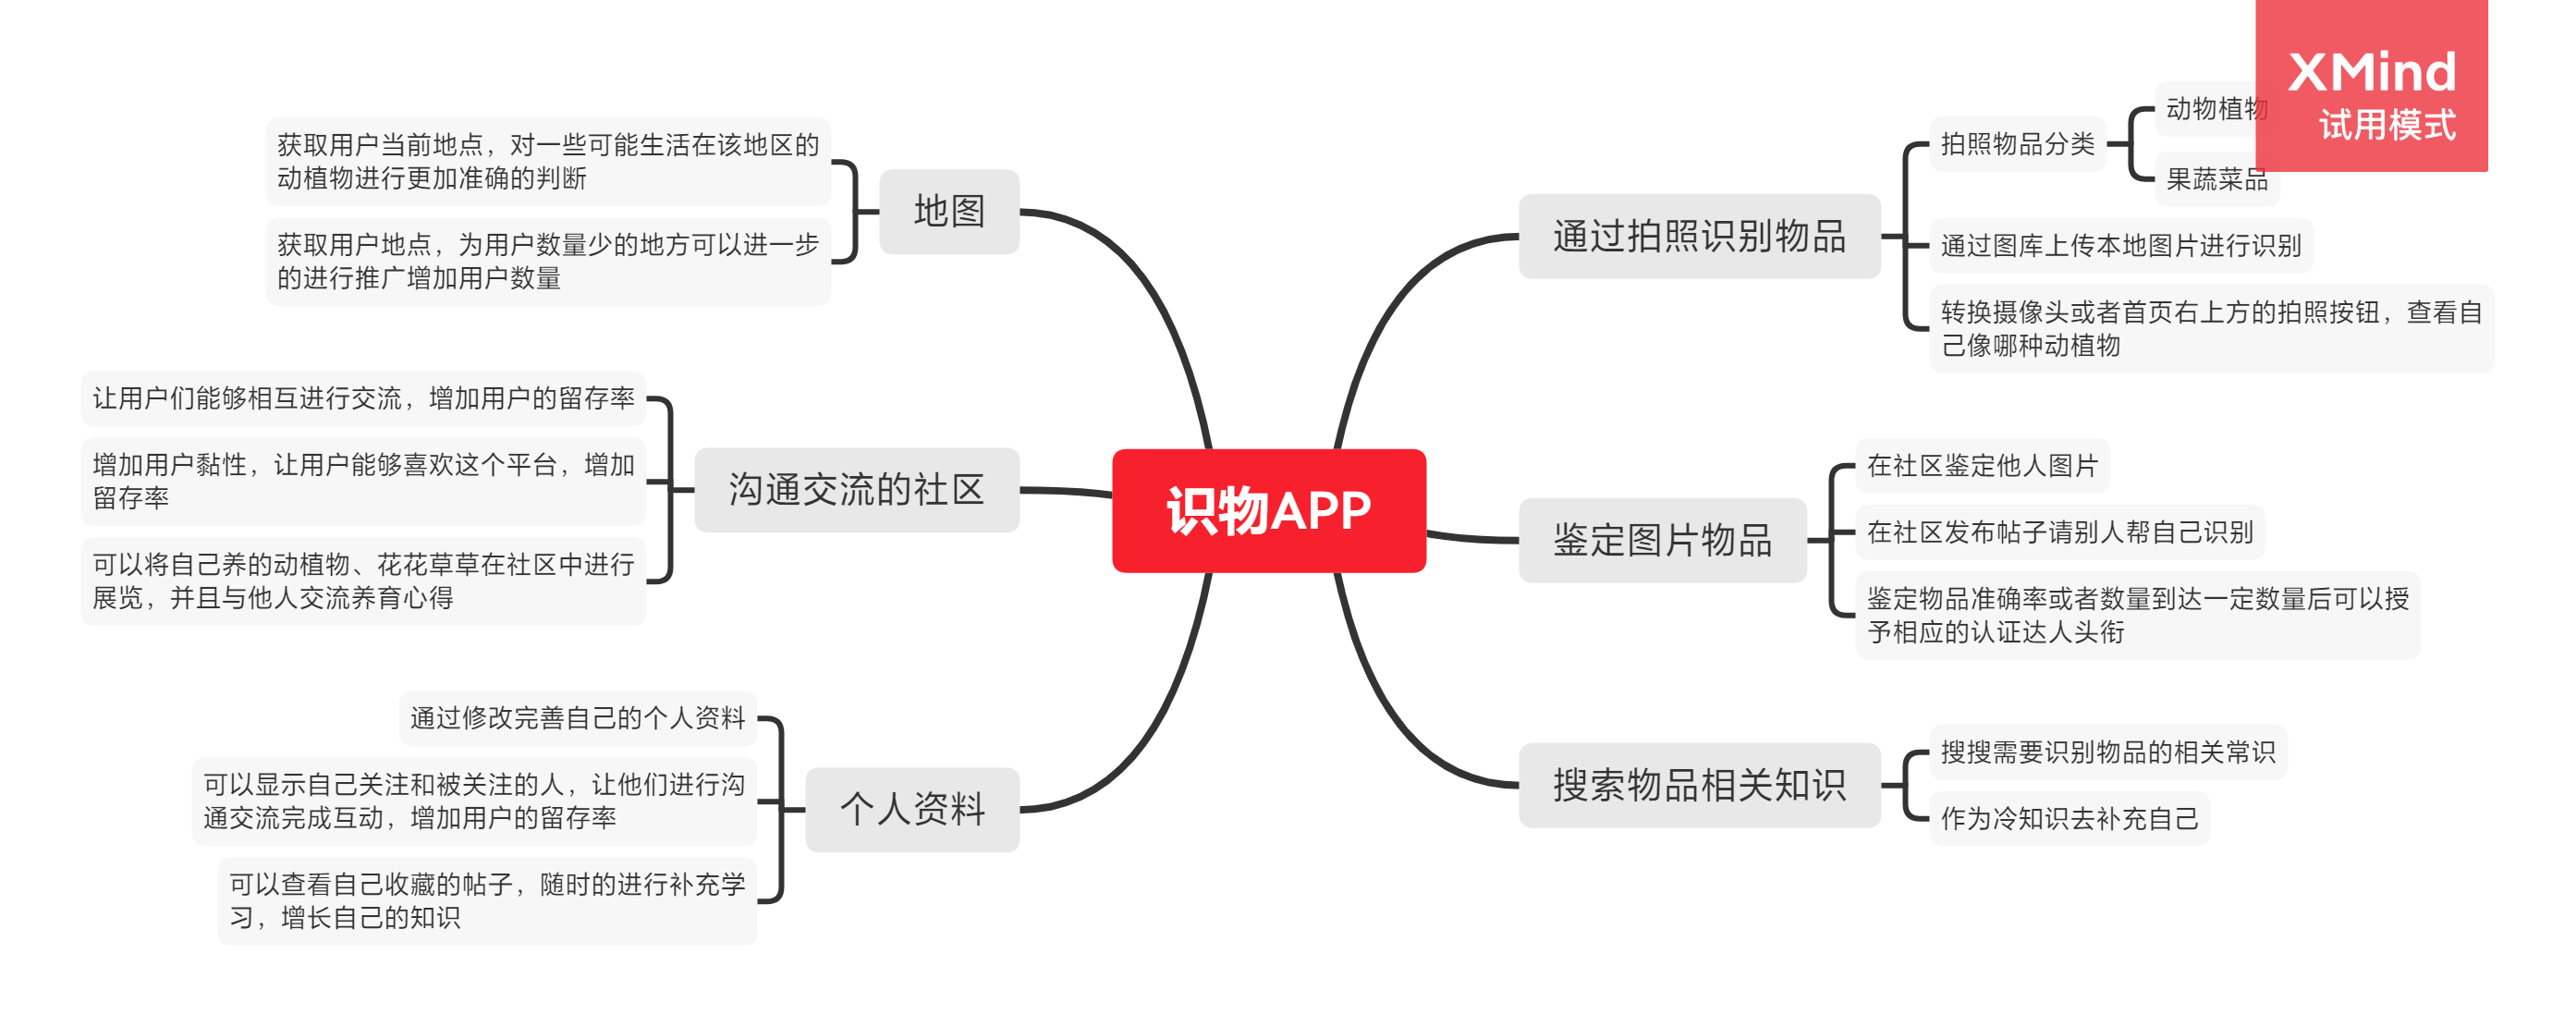 识物APP
通过拍照识别物品
拍照物品分类
动物植物
果蔬菜品
通过图库上传本地图片进行识别
转换摄像头或者首页右上方的拍照按钮，查看自
己像哪种动植物
鉴定图片物品
在社区鉴定他人图片
在社区发布帖子请别人帮自己识别
鉴定物品准确率或者数量到达一定数量后可以授
予相应的认证达人头衔
搜索物品相关知识
搜搜需要识别物品的相关常识
作为冷知识去补充自己
地图
获取用户当前地点，对一些可能生活在该地区的
动植物进行更加准确的判断
获取用户地点，为用户数量少的地方可以进一步
的进行推广增加用户数量
沟通交流的社区
让用户们能够相互进行交流，增加用户的留存率
增加用户黏性，让用户能够喜欢这个平台，增加
留存率
可以将自己养的动植物、花花草草在社区中进行
展览，并且与他人交流养育心得
个人资料
通过修改完善自己的个人资料
可以显示自己关注和被关注的人，让他们进行沟
通交流完成互动，增加用户的留存率
可以查看自己收藏的帖子，随时的进行补充学
习，增长自己的知识
XMind
试用模式